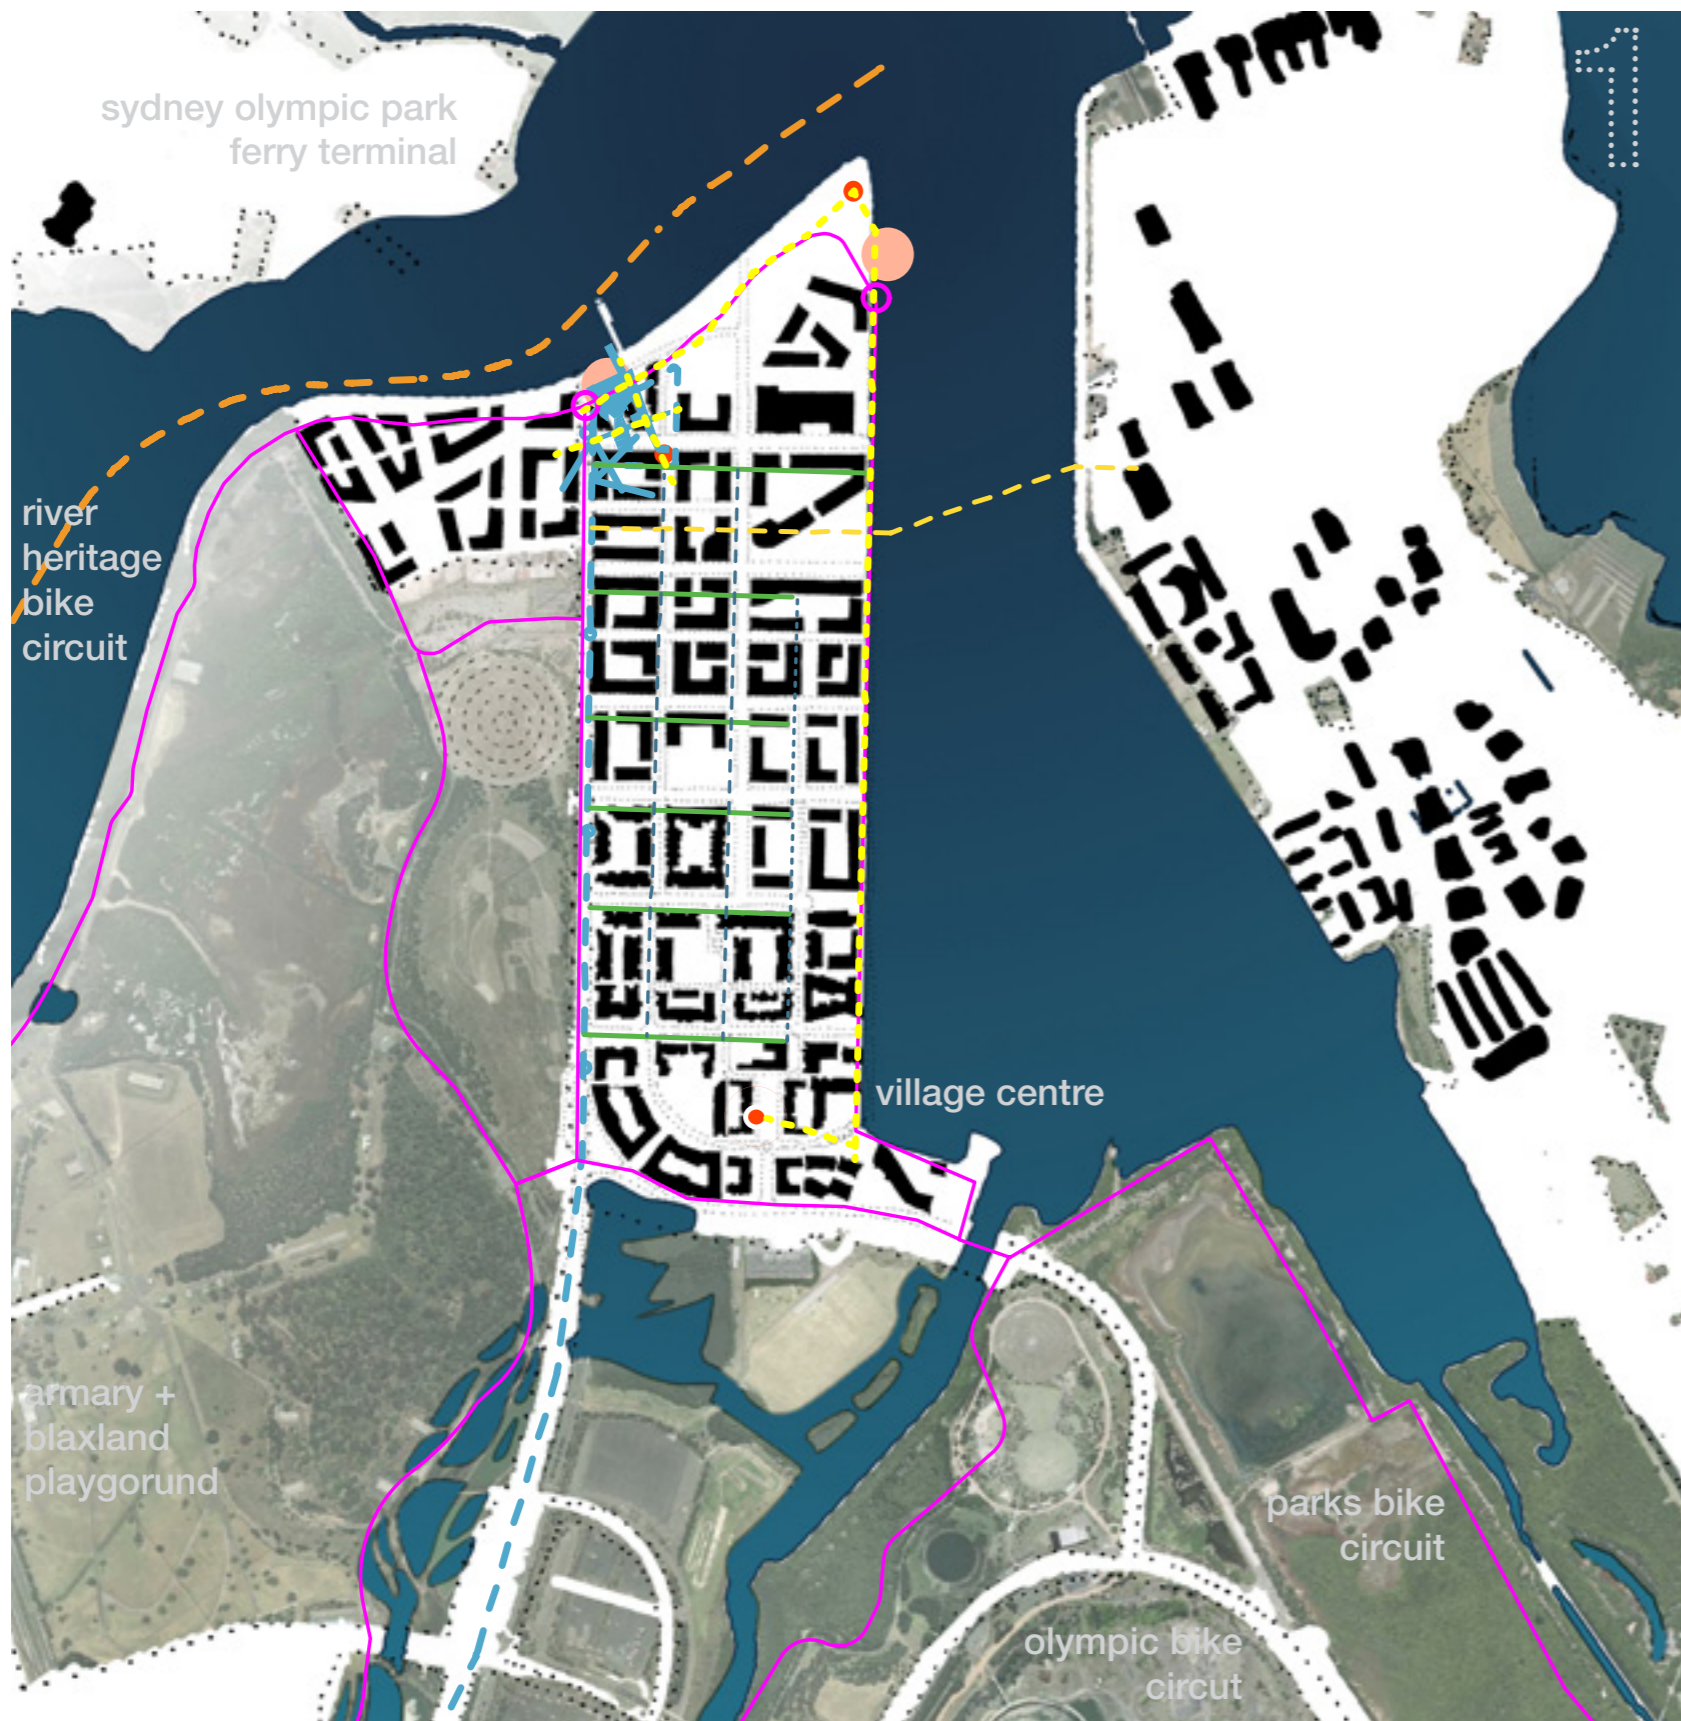 1
sydney olympic park
ferry terminal
river
heritage
bike
circuit
village centre
armary +
blaxland
playgorund
parks bike
circuit
olympic bike
circut